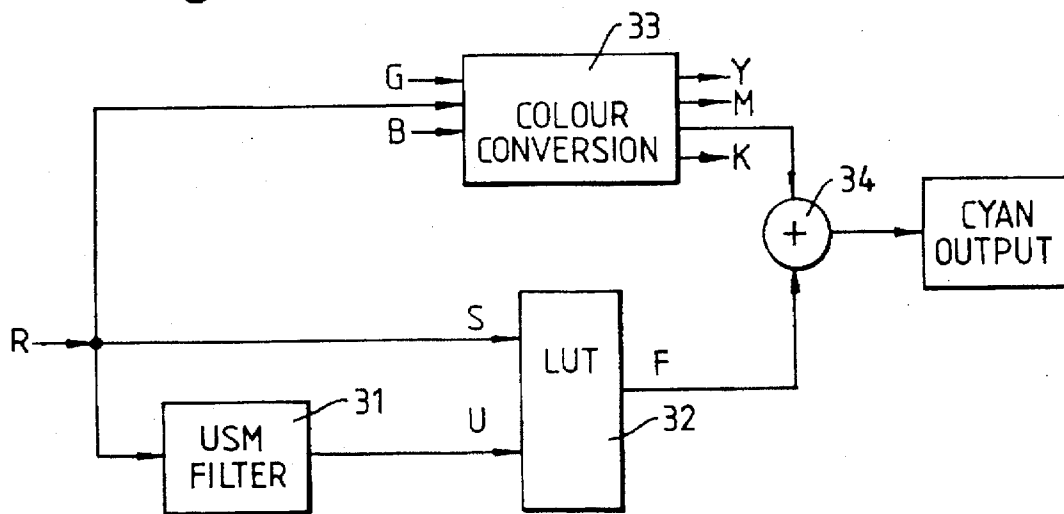 33
G
Y
M
B
COLOUR
CONVERSION
K
34
+
CYAN
OUTPUT
R
S
LUT
F
31
USM
FILTER
U
32